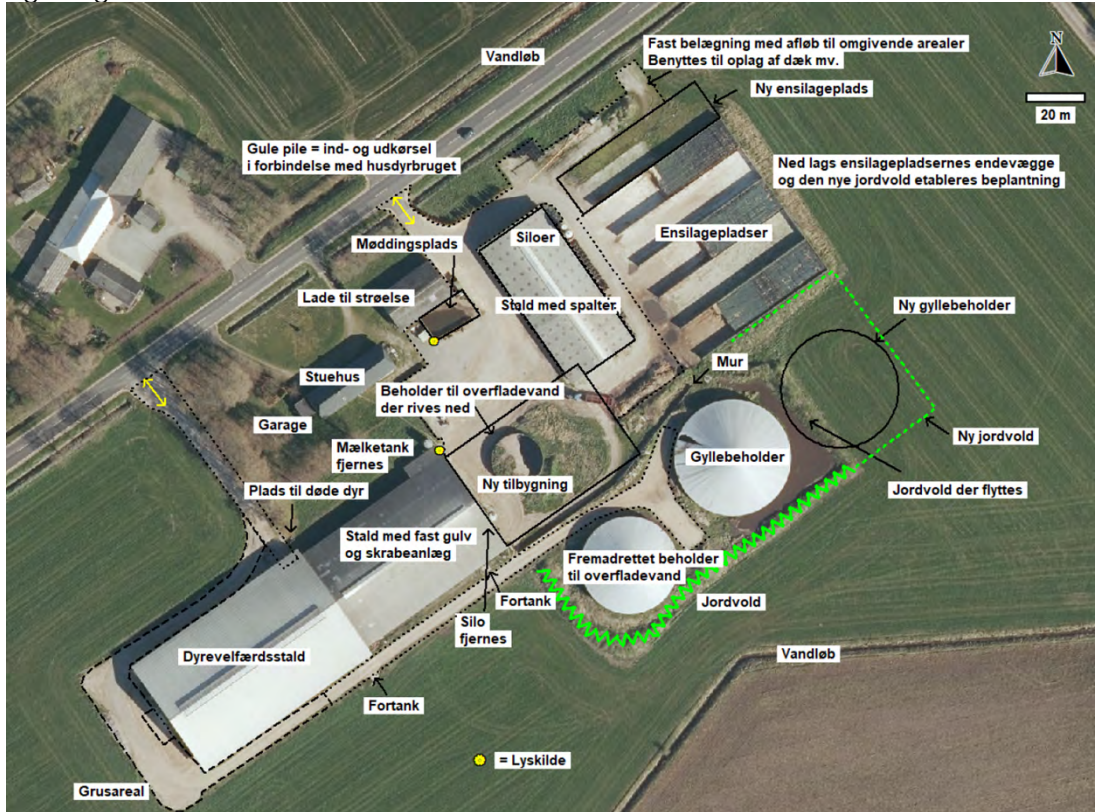 Vandløb
Fast belægning med afløb til omgivende arealer
Benyttes til oplag af dæk mv.
N
Ny ensilageplads
20 m
Gule pile = ind- og udkørsel
i forbindelse med husdyrbruget
Ned lags ensilagepladsernes endevægge
og den nye jordvold etableres beplantning
Møddingsplads
Siloer
Ensilagepladser
Lade til strøelse
Stald med spalter
Ny gyllebeholder
Mur
Stuehus
Beholder til overfladevand
der rives ned
Garage
Ny jordvold
Mælketank
fjernes
Gyllebeholder
Ny tilbygning
Plads til døde dyr
Jordvold der flyttes
Stald med fast gulv
og skrabeanlæg
Fremadrettet beholder
til overfladevand
Fortank
Jordvold
Silo
fjernes
Dyrevelfærdsstald
Vandløb
Fortank
= Lyskilde
Grusareal